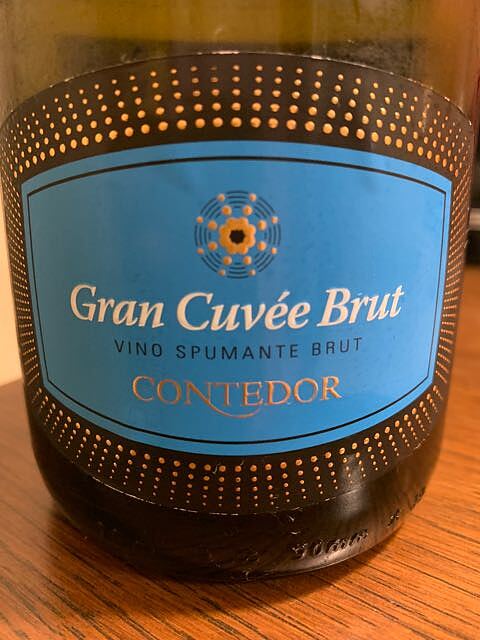 Gran Cuvée Brut
VINO SPUMANTE BRUT
CONTEDOR